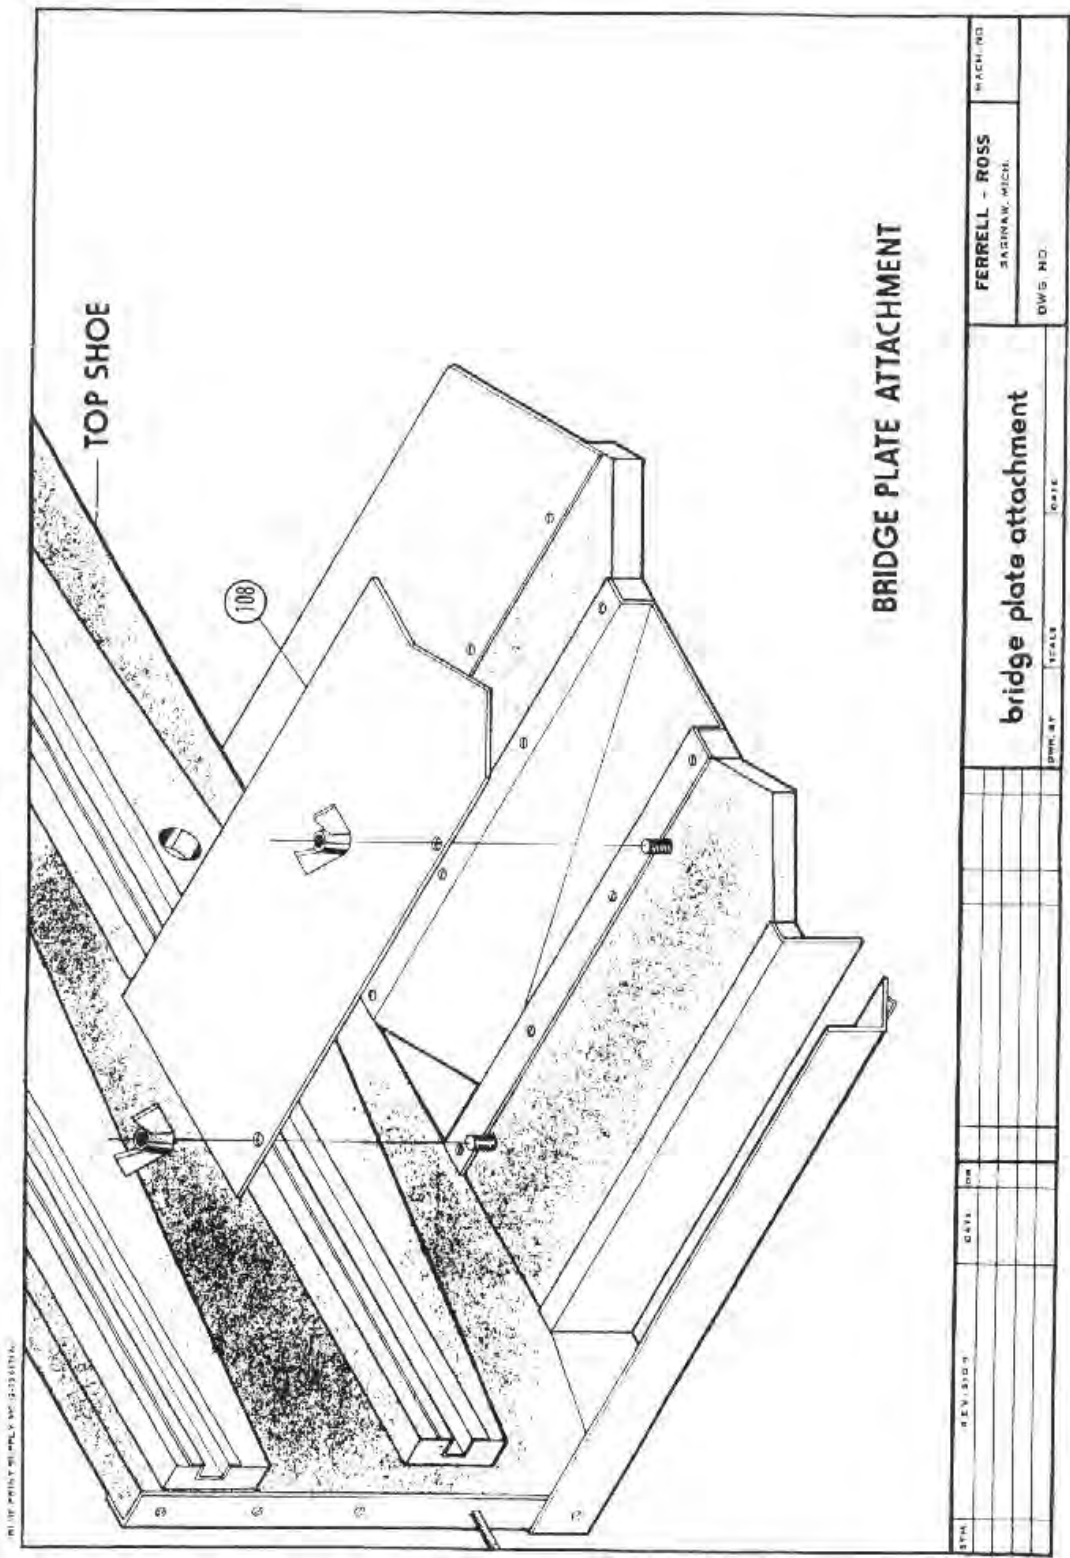 TOP SHOE
108
BRIDGE PLATE ATTACHMENT
SYM
REVISION
DATE
bridge plate attachment
DWN. BY
SCALE
DATE
FERRELL - ROSS
SAGINAW, MICH.
MACH. NO.
DWG. NO.